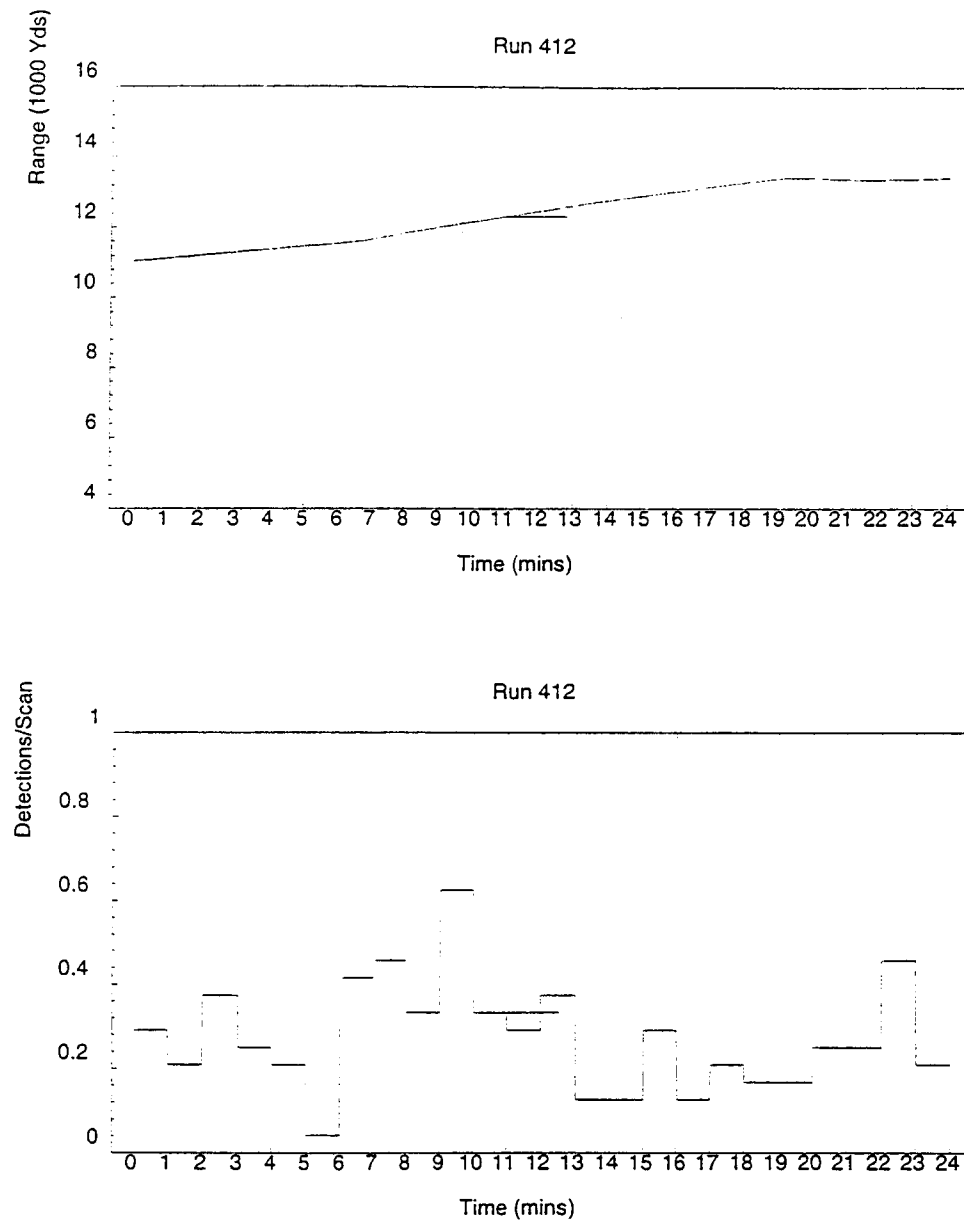 Range (1000 Yds)
Run 412
16
14
12
10
8
6
4
0 1 2 3 4 5 6 7 8 9 10 11 12 13 14 15 16 17 18 19 20 21 22 23 24
Time (mins)
Detections/Scan
Run 412
1
0.8
0.6
0.4
0.2
0
0 1 2 3 4 5 6 7 8 9 10 11 12 13 14 15 16 17 18 19 20 21 22 23 24
Time (mins)